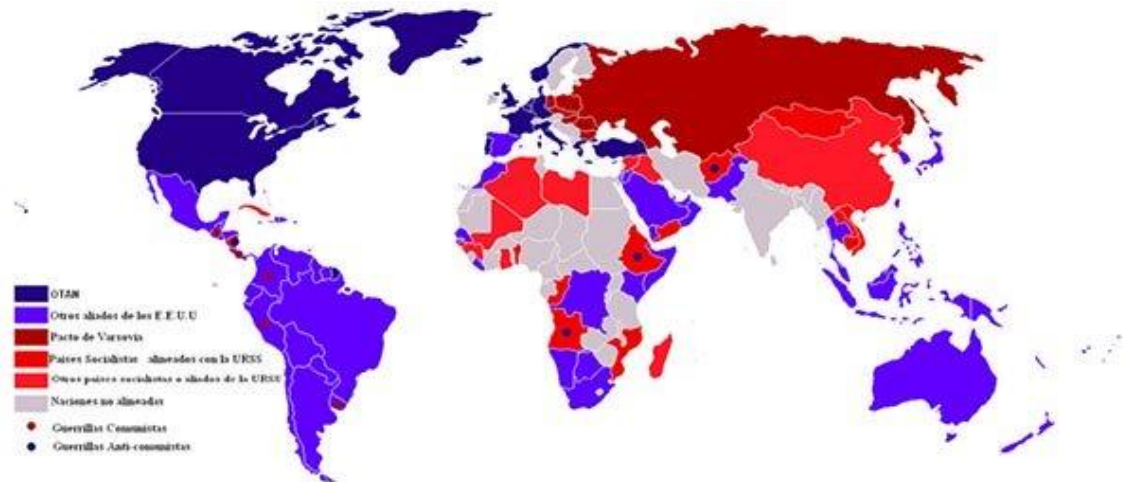 OTAN
Otros aliados de los E.E.U.U
Pacto de Varsovia
Países Socialistas alineados con la URSS
Otros países socialistas o aliados de la URSS
Naciones no alineadas
Guerrillas Comunistas
Guerrillas Anti-comunistas